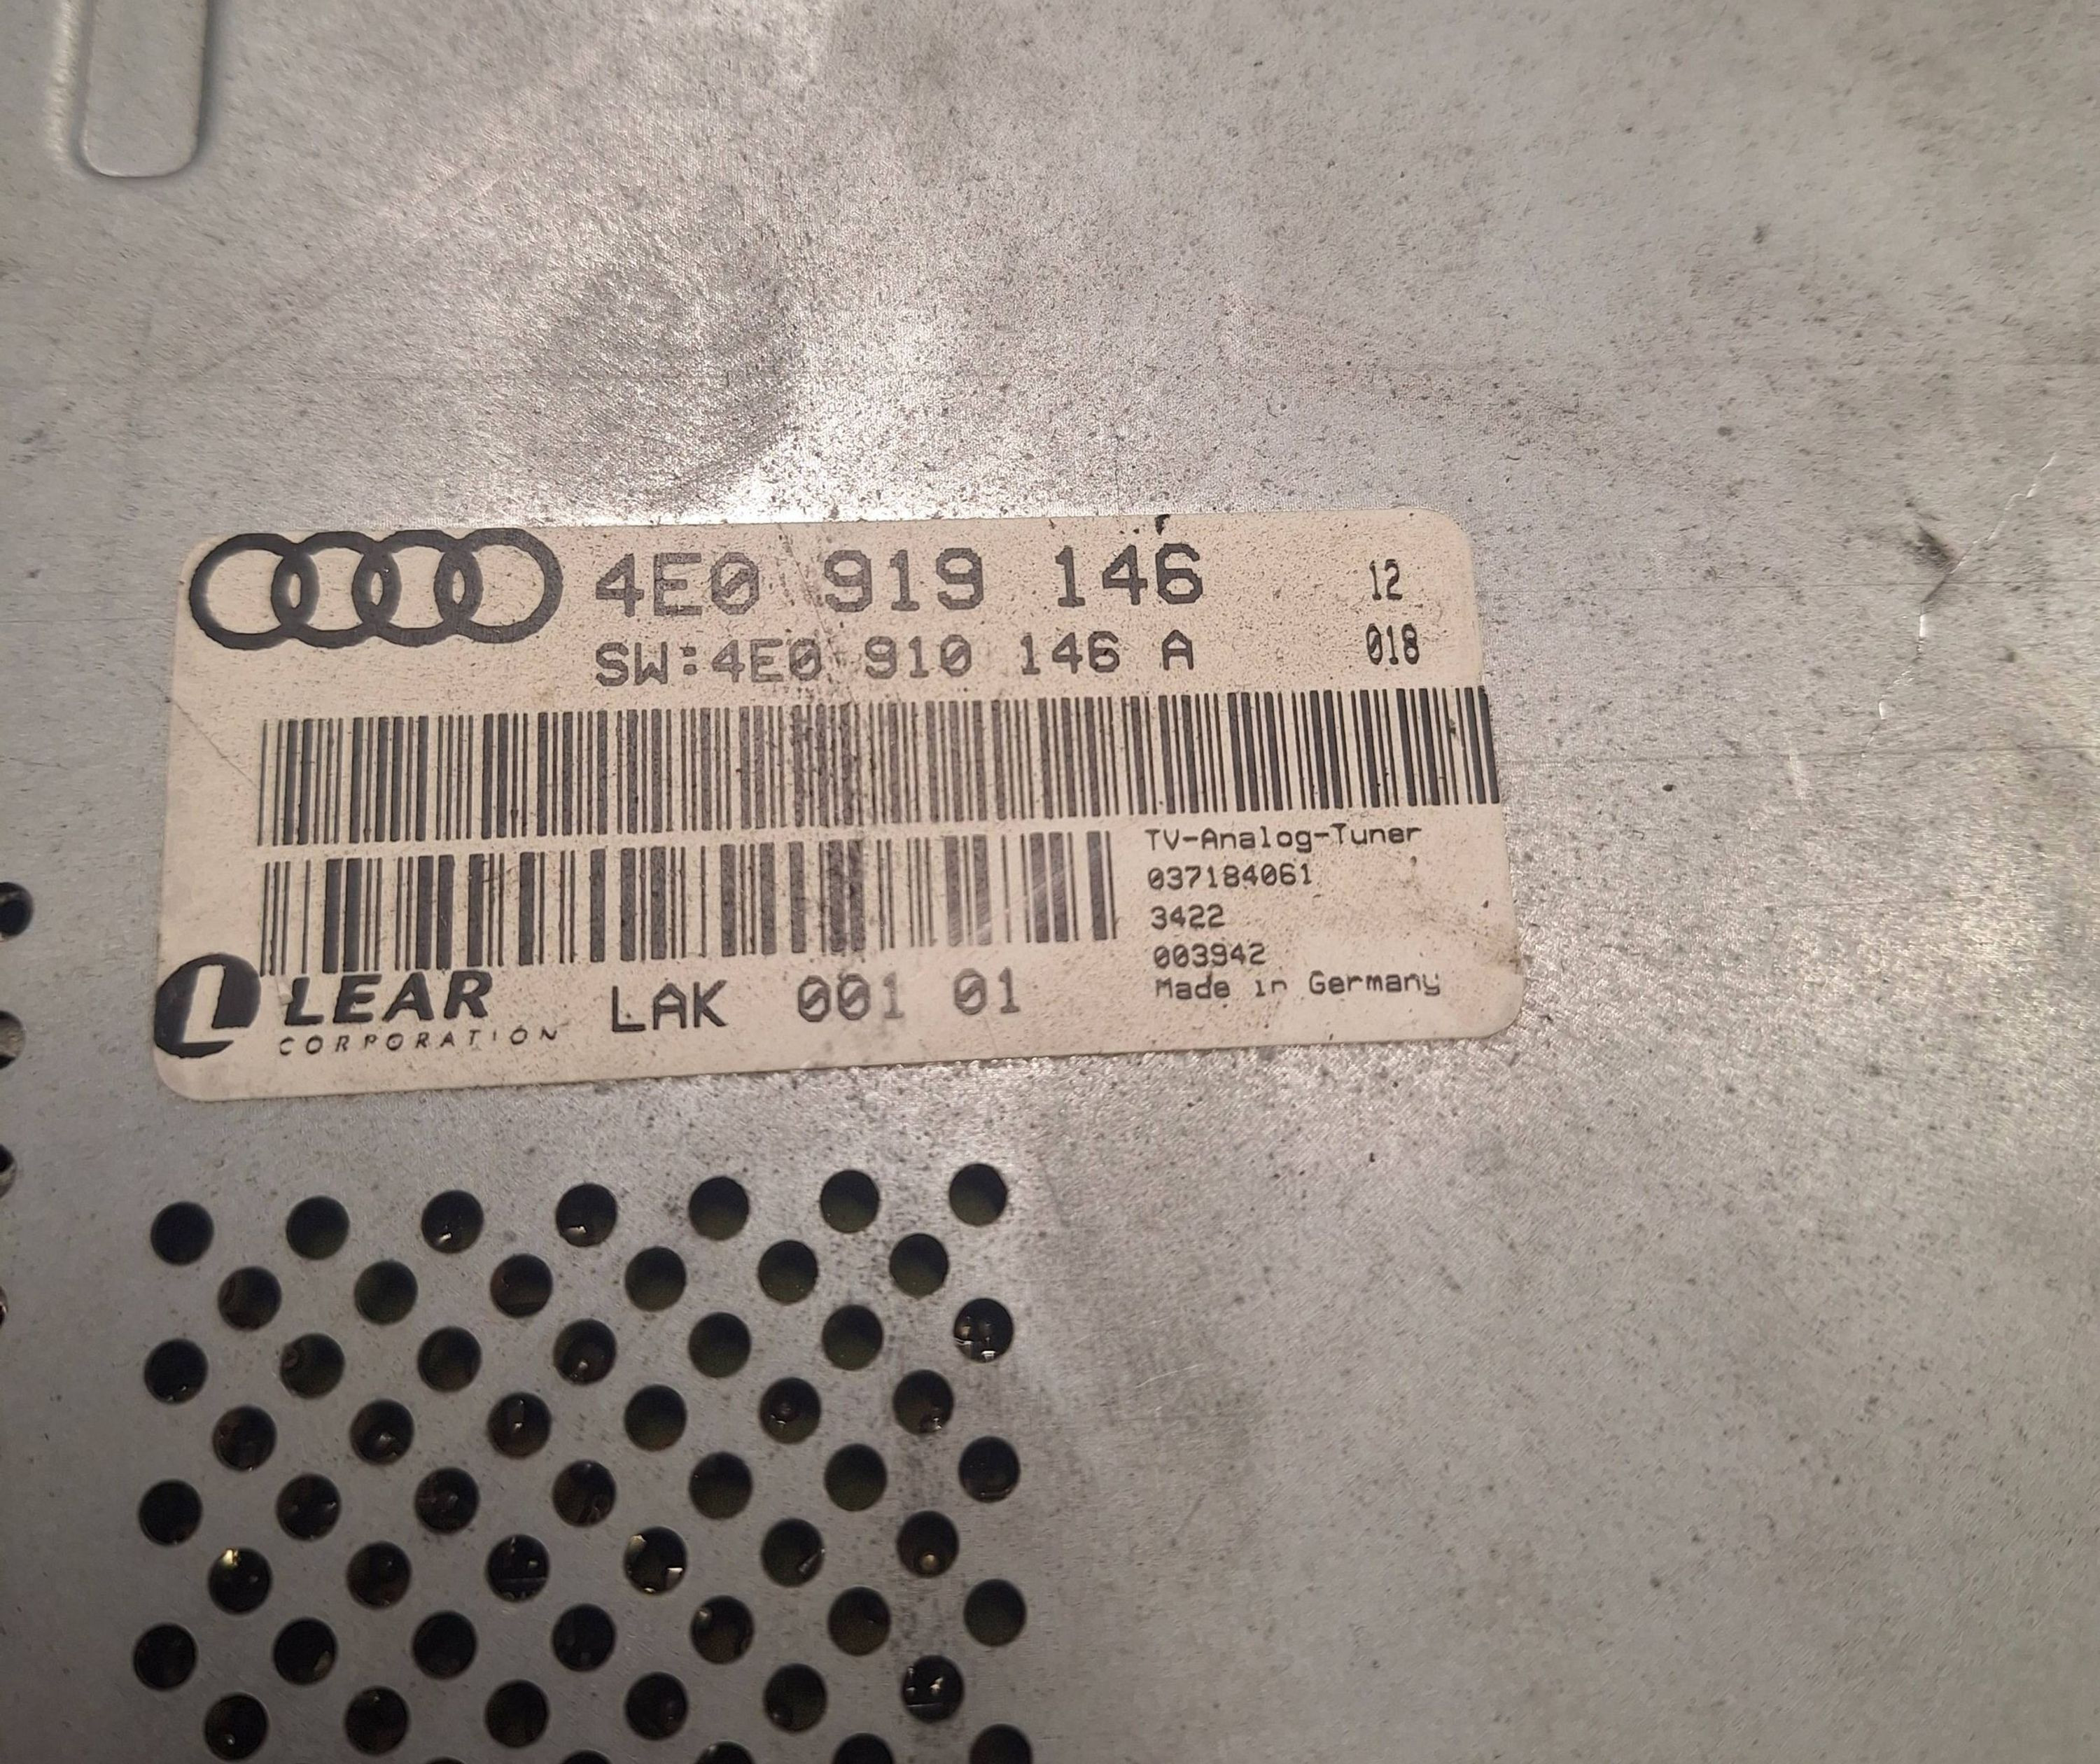 4E0 919 146 12
SW:4E0 910 146 A 018
TV-Analog-Tuner
037184061
3422
003942
Made in Germany
LEAR
CORPORATION
LAK 001 01